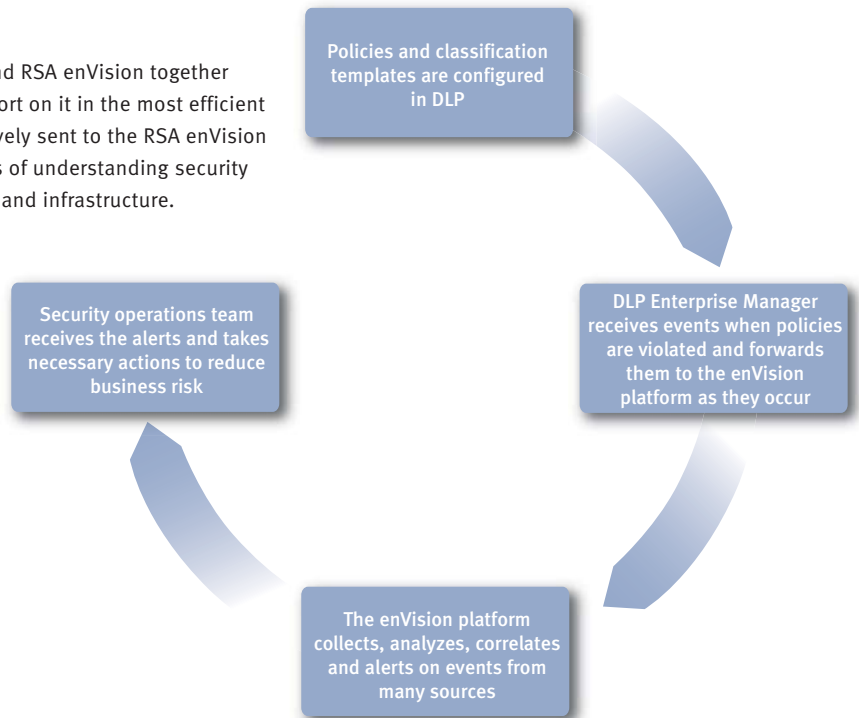 nd RSA enVision together
ort on it in the most efficient
vely sent to the RSA enVision
s of understanding security
and infrastructure.
Policies and classification
templates are configured
in DLP
DLP Enterprise Manager
receives events when policies
are violated and forwards
them to the enVision
platform as they occur
The enVision platform
collects, analyzes, correlates
and alerts on events from
many sources
Security operations team
receives the alerts and takes
necessary actions to reduce
business risk